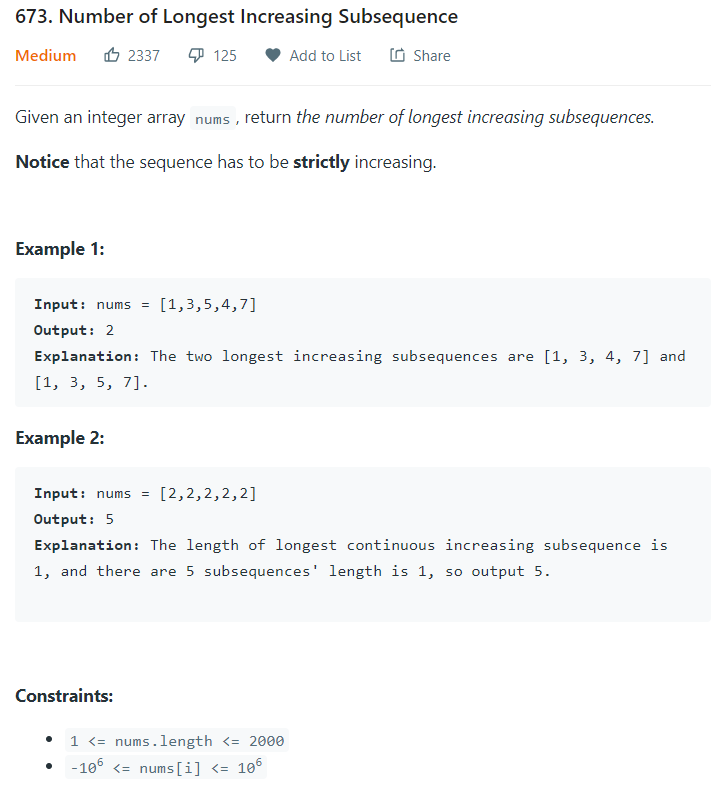 673. Number of Longest Increasing Subsequence
Medium 2337 125 Add to List Share
Given an integer array nums , return the number of longest increasing subsequences.
Notice that the sequence has to be strictly increasing.
Example 1:
Input: nums = [1,3,5,4,7]
Output: 2
Explanation: The two longest increasing subsequences are [1, 3, 4, 7] and
[1, 3, 5, 7].
Example 2:
Input: nums = [2,2,2,2,2]
Output: 5
Explanation: The length of longest continuous increasing subsequence is
1, and there are 5 subsequences' length is 1, so output 5.
Constraints:
• 1 <= nums.length <= 2000
• -10⁶ <= nums[i] <= 10⁶